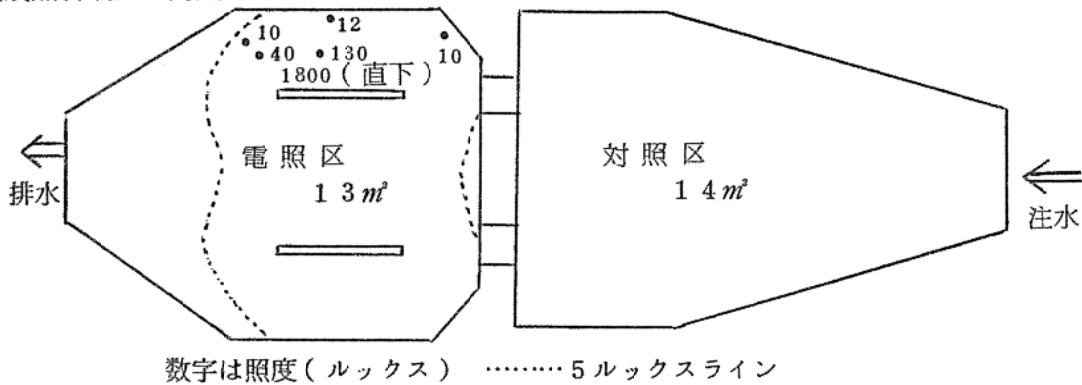 10
12
40
130
10
1800(直下)
電照区
13㎡
対照区
14㎡
排水
注水
数字は照度(ルックス) ………5ルックスライン